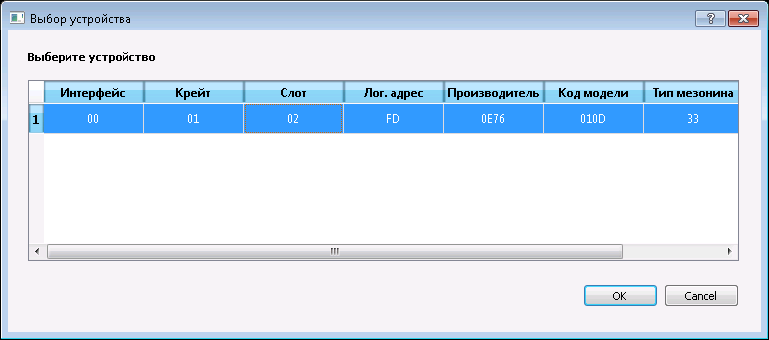 Выбор устройства
Выберите устройство
Интерфейс Крейт Слот Лог. адрес Производитель Код модели Тип мезонина
1 00 01 02 FD 0E76 010D 33
OK Cancel